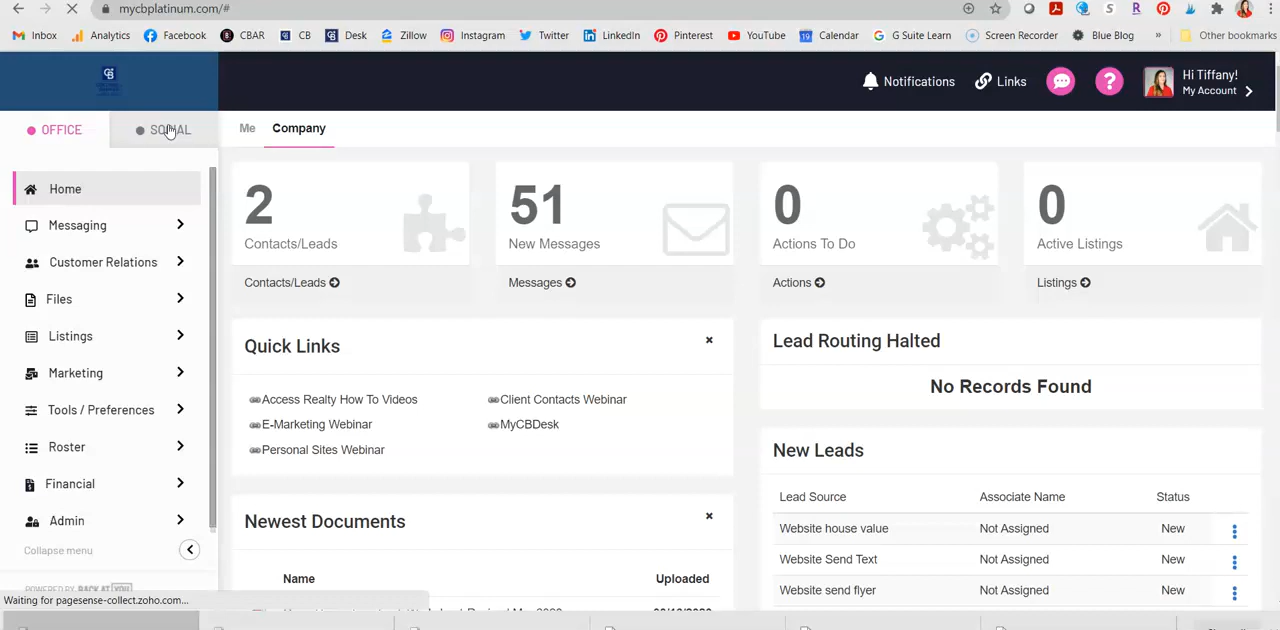 mycbplatinum.com/#
Inbox Analytics Facebook CBAR CB Desk Zillow Instagram Twitter LinkedIn Pinterest YouTube Calendar G Suite Learn Screen Recorder Blue Blog » Other bookmarks
Notifications Links Hi Tiffany!
My Account
OFFICE SOCIAL Me Company
Home
Messaging
Customer Relations
Files
Listings
Marketing
Tools / Preferences
Roster
Financial
Admin
Collapse menu
POWERED BY BACK AT YOU
2
Contacts/Leads
Contacts/Leads
51
New Messages
Messages
0
Actions To Do
Actions
0
Active Listings
Listings
Quick Links
Access Realty How To Videos Client Contacts Webinar
E-Marketing Webinar MyCBDesk
Personal Sites Webinar
Newest Documents
Name Uploaded
Lead Routing Halted
No Records Found
New Leads
Lead Source Associate Name Status
Website house value Not Assigned New
Website Send Text Not Assigned New
Website send flyer Not Assigned New
Waiting for pagesense-collect.zoho.com...